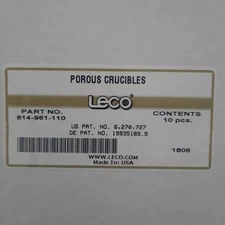 POROUS CRUCIBLES
PART NO.
614-961-110
LECO®
CONTENTS
10 pcs.
US PAT. NO. 6,270,727
DE PAT. NO. 19935189.9
1806
WWW.LECO.COM
Made in USA